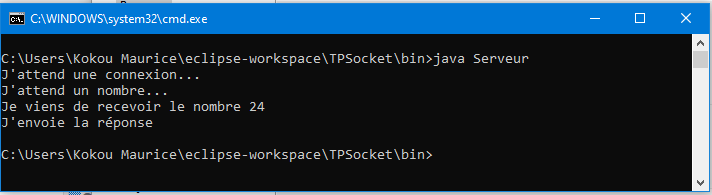 C:\WINDOWS\system32\cmd.exe
C:\Users\Kokou Maurice\eclipse-workspace\TPSocket\bin>java Serveur
J'attend une connexion...
J'attend un nombre...
Je viens de recevoir le nombre 24
J'envoie la réponse
C:\Users\Kokou Maurice\eclipse-workspace\TPSocket\bin>